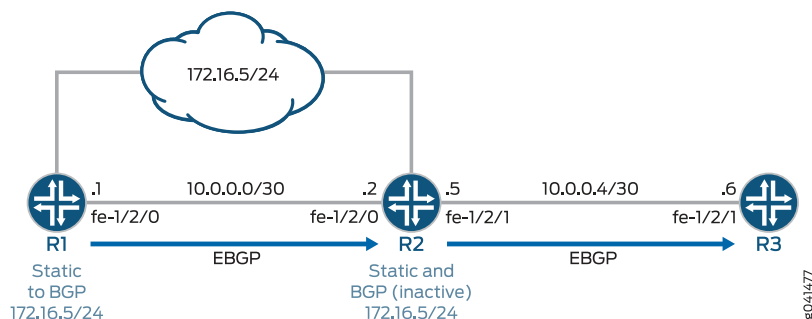 172.16.5/24
.1
10.0.0.0/30
.2
.5
10.0.0.4/30
.6
fe-1/2/0
fe-1/2/0
fe-1/2/1
fe-1/2/1
R1
EBGP
R2
EBGP
R3
Static
to BGP
172.16.5/24
Static and
BGP (inactive)
172.16.5/24
g041477